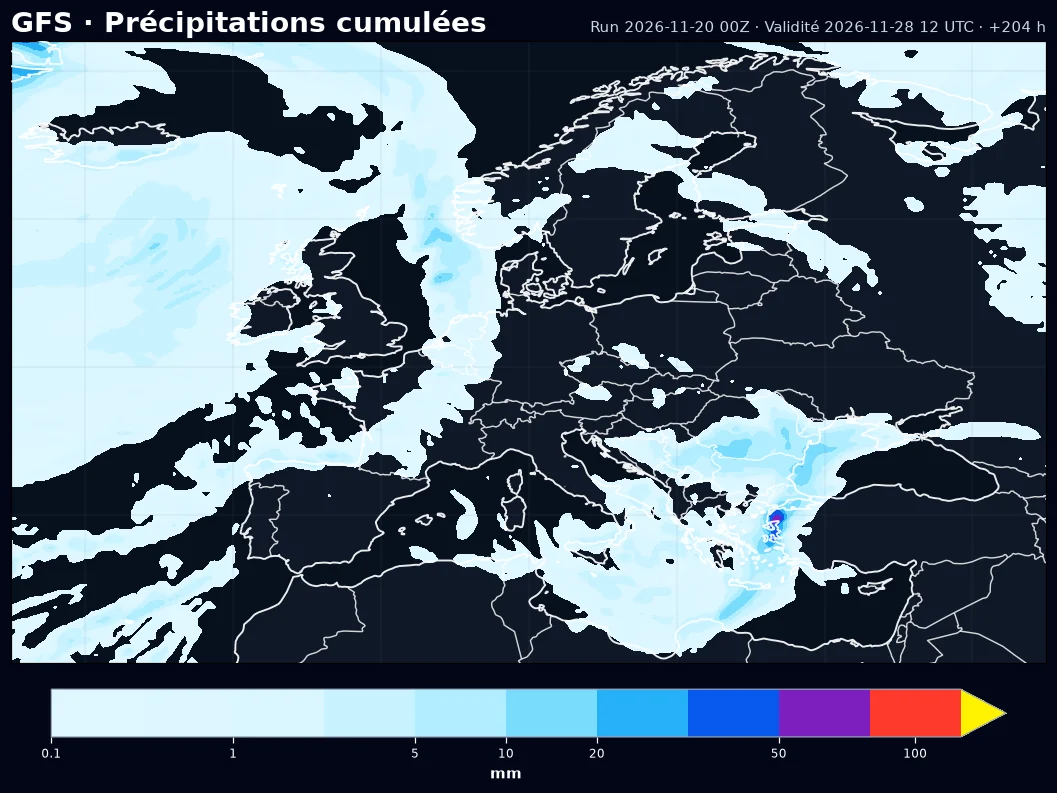 GFS · Précipitations cumulées
Run 2026-11-20 00Z · Validité 2026-11-28 12 UTC · +204 h
0.1 1 5 10 20 50 100
mm